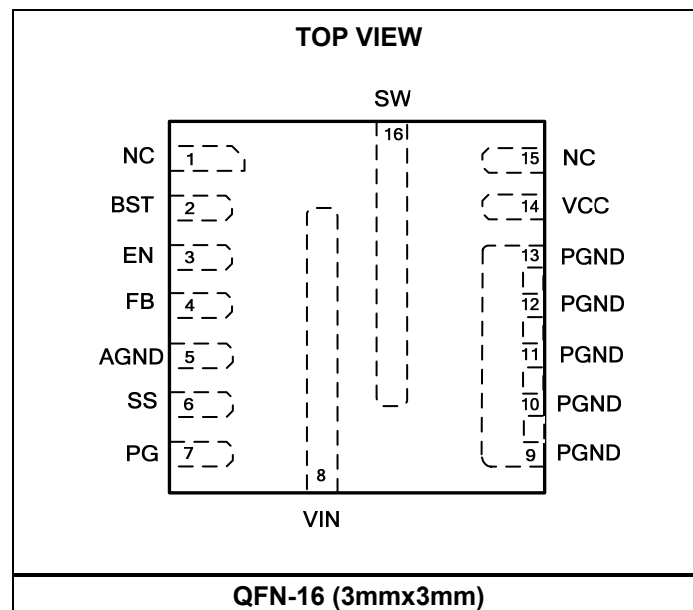 TOP VIEW
SW
16
NC 1 15 NC
BST 2 14 VCC
EN 3 13 PGND
FB 4 12 PGND
AGND 5 11 PGND
SS 6 10 PGND
PG 7 9 PGND
8
VIN
QFN-16 (3mmx3mm)